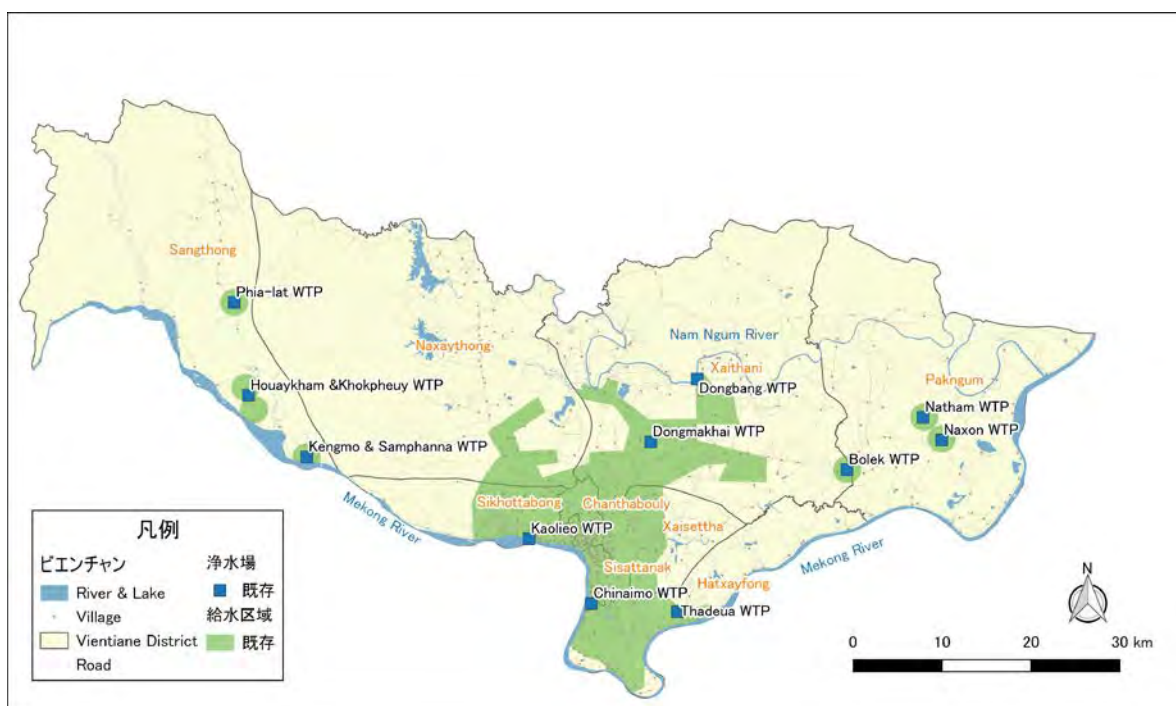 Sangthong
Phia-lat WTP
Naxaythong
Nam Ngum River
Xaithani
Dongbang WTP
Pakngum
Houaykham &Khokpheuy WTP
Natham WTP
Dongmakhai WTP
Naxon WTP
Kengmo & Samphanna WTP
Bolek WTP
Sikhottabong
Chanthabouly
Mekong River
Kaolieo WTP
Xaisettha
Mekong River
Sisattanak
Hatxayfong
Chinaimo WTP
Thadeua WTP
凡例
ビエンチャン
River & Lake
Village
Vientiane District
Road
浄水場
既存
給水区域
既存
N
0 10 20 30 km